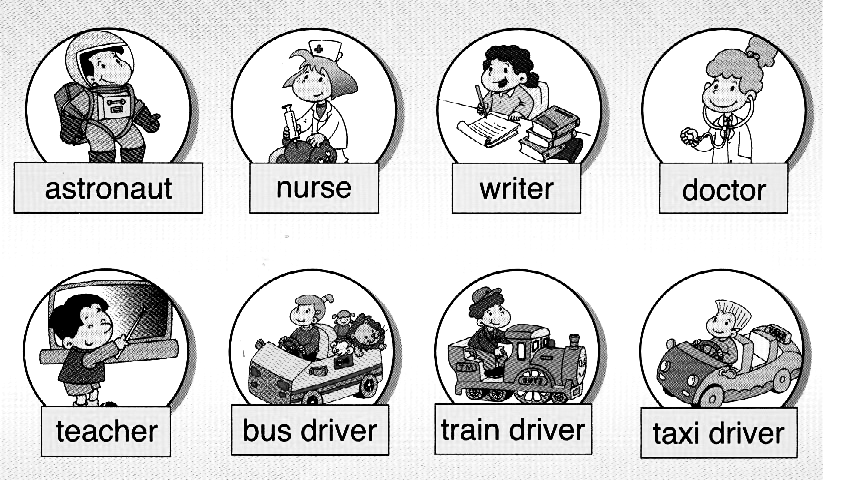 astronaut
nurse
writer
doctor
teacher
bus driver
train driver
taxi driver